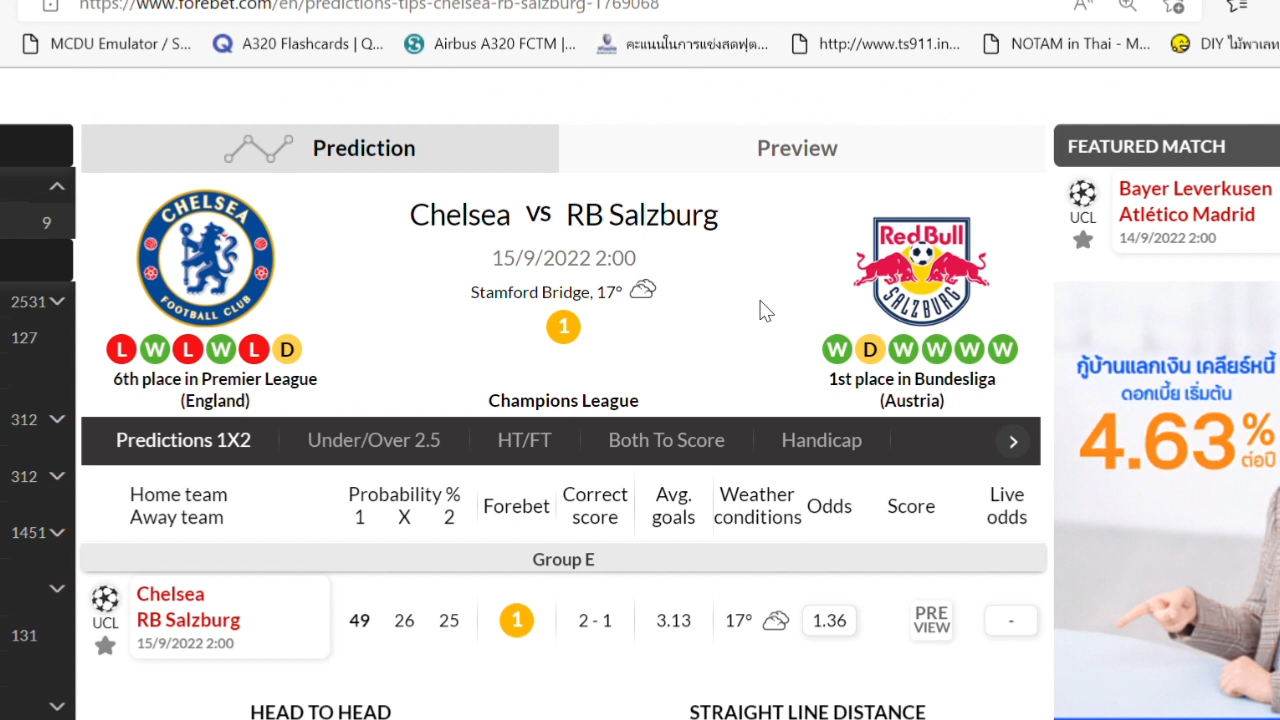 https://www.forebet.com/en/predictions-tips-chelsea-rb-salzburg-1769068
MCDU Emulator / S...
A320 Flashcards | Q...
Airbus A320 FCTM |...
คะแนนในการแข่งสดฟุต...
http://www.ts911.in...
NOTAM in Thai - M...
DIY ไม้พาเลท
9
2531
127
312
312
1451
131
Prediction
Preview
CHELSEA
FOOTBALL CLUB
Chelsea VS RB Salzburg
15/9/2022 2:00
Stamford Bridge, 17°
1
Red Bull
SALZBURG
L W L W L D
6th place in Premier League
(England)
W D W W W W
1st place in Bundesliga
(Austria)
Champions League
Predictions 1X2
Under/Over 2.5
HT/FT
Both To Score
Handicap
Home team
Away team
Probability %
1 X 2
Forebet
Correct
score
Avg.
goals
Weather
conditions
Odds
Score
Live
odds
Group E
UCL
Chelsea
RB Salzburg
15/9/2022 2:00
49 26 25
1
2 - 1
3.13
17°
1.36
PRE
VIEW
-
HEAD TO HEAD
STRAIGHT LINE DISTANCE
FEATURED MATCH
UCL
Bayer Leverkusen
Atlético Madrid
14/9/2022 2:00
กู้บ้านแลกเงิน เคลียร์หนี้
ดอกเบี้ย เริ่มต้น
4.63%
ต่อปี